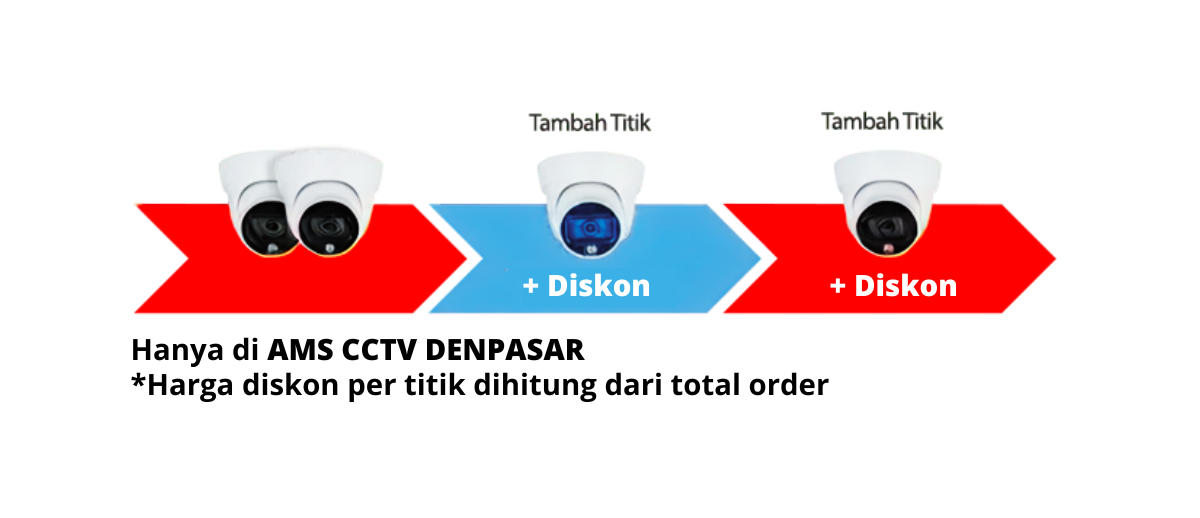 Tambah Titik
Tambah Titik
+ Diskon
+ Diskon
Hanya di AMS CCTV DENPASAR
*Harga diskon per titik dihitung dari total order